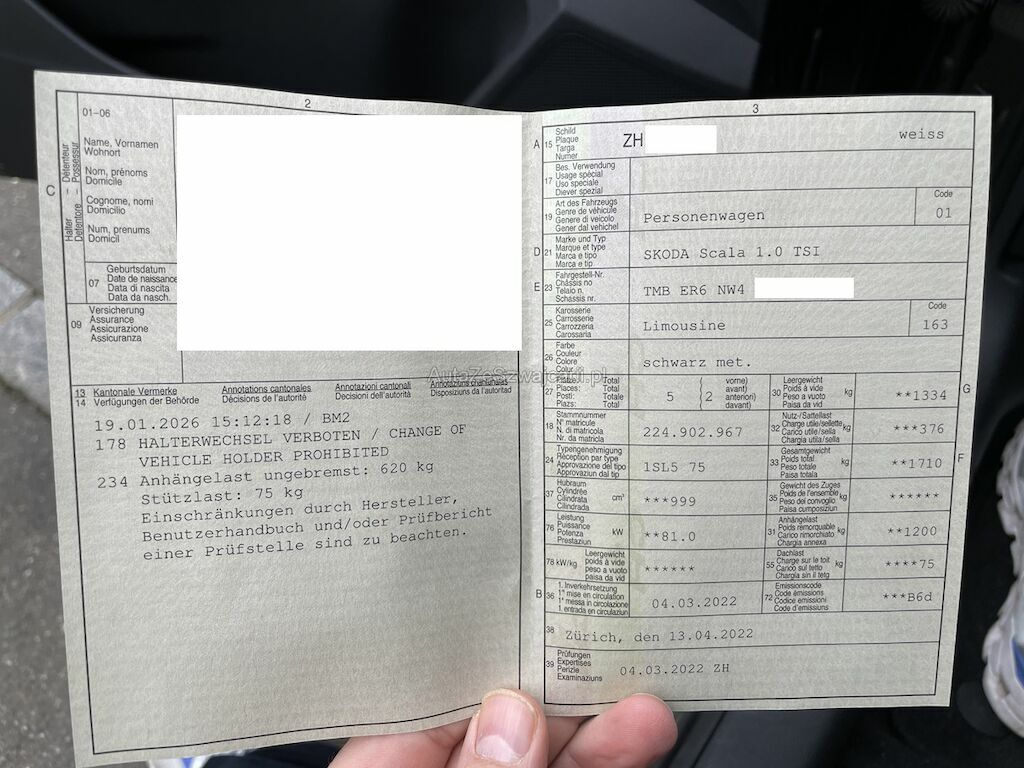 2
01-06
C
Halter – Détenteur
Detentore – Possessur
Name, Vornamen
Wohnort
Nom, prénoms
Domicile
Cognome, nomi
Domicilio
Num, prenums
Domicil
07
Geburtsdatum
Date de naissance
Data di nascita
Data da nasch.
09
Versicherung
Assurance
Assicurazione
Assicuranza
13 Kantonale Vermerke Annotations cantonales Annotazioni cantonali Annotaziuns chantunalas
14 Verfügungen der Behörde Décisions de l'autorité Decisioni dell'autorità Disposiziuns da l'autoritad
19.01.2026 15:12:18 / BM2
178 HALTERWECHSEL VERBOTEN / CHANGE OF
VEHICLE HOLDER PROHIBITED
234 Anhängelast ungebremst: 620 kg
Stützlast: 75 kg
Einschränkungen durch Hersteller,
Benutzerhandbuch und/oder Prüfbericht
einer Prüfstelle sind zu beachten.
AutaZeSzwajcarii.pl
3
A 15
Schild
Plaque
Targa
Numer
ZH
weiss
17
Bes. Verwendung
Usage spécial
Uso speciale
Diever spezial
19
Art des Fahrzeugs
Genre de véhicule
Genere di veicolo
Gener dal vehichel
Personenwagen
Code
01
D 21
Marke und Typ
Marque et type
Marca e tipo
Marca e tip
SKODA Scala 1.0 TSI
E 23
Fahrgestell-Nr.
Châssis no
Telaio n.
Schassis nr.
TMB ER6 NW4
25
Karosserie
Carrosserie
Carrozzeria
Carossaria
Limousine
Code
163
26
Farbe
Couleur
Colore
Colur
schwarz met.
27
Plätze: Total
Places: Total
Posti: Totale
Plazs: Total
5
( 2
vorne)
avant)
anteriori)
davant)
30
Leergewicht
Poids à vide
Peso a vuoto
Paisa da vid
kg
**1334
G
18
Stammnummer
N° matricule
N. di matricola
Nr. da matricla
224.902.967
32
Nutz-/Sattellast
Charge utile/sellette
Carico utile/sella
Chargia utila/sella
kg
***376
24
Typengenehmigung
Réception par type
Approvazione del tipo
Approvaziun dal tip
1SL5 75
33
Gesamtgewicht
Poids total
Peso totale
Paisa totala
kg
**1710
F
37
Hubraum
Cylindrée
Cilindrata
Cilindrada
cm³
***999
35
Gewicht des Zuges
Poids de l'ensemble
Peso del convoglio
Paisa cumposiziun
kg
******
76
Leistung
Puissance
Potenza
Prestaziun
kW
**81.0
31
Anhängelast
Poids remorquable
Carico rimorchiato
Chargia annexa
kg
**1200
78 kW/kg
Leergewicht
poids à vide
peso a vuoto
paisa da vid
******
55
Dachlast
Charge sur le toit
Carico sul tetto
Chargia sin il tetg
kg
****75
B 36
1. Inverkehrsetzung
1re mise en circulation
1a messa in circolazione
1. entrada en circulaziun
04.03.2022
72
Emissionscode
Code émissions
Codice emissioni
Code d'emissiuns
***B6d
38
Zürich, den 13.04.2022
39
Prüfungen
Expertises
Perizie
Examinaziuns
04.03.2022 ZH